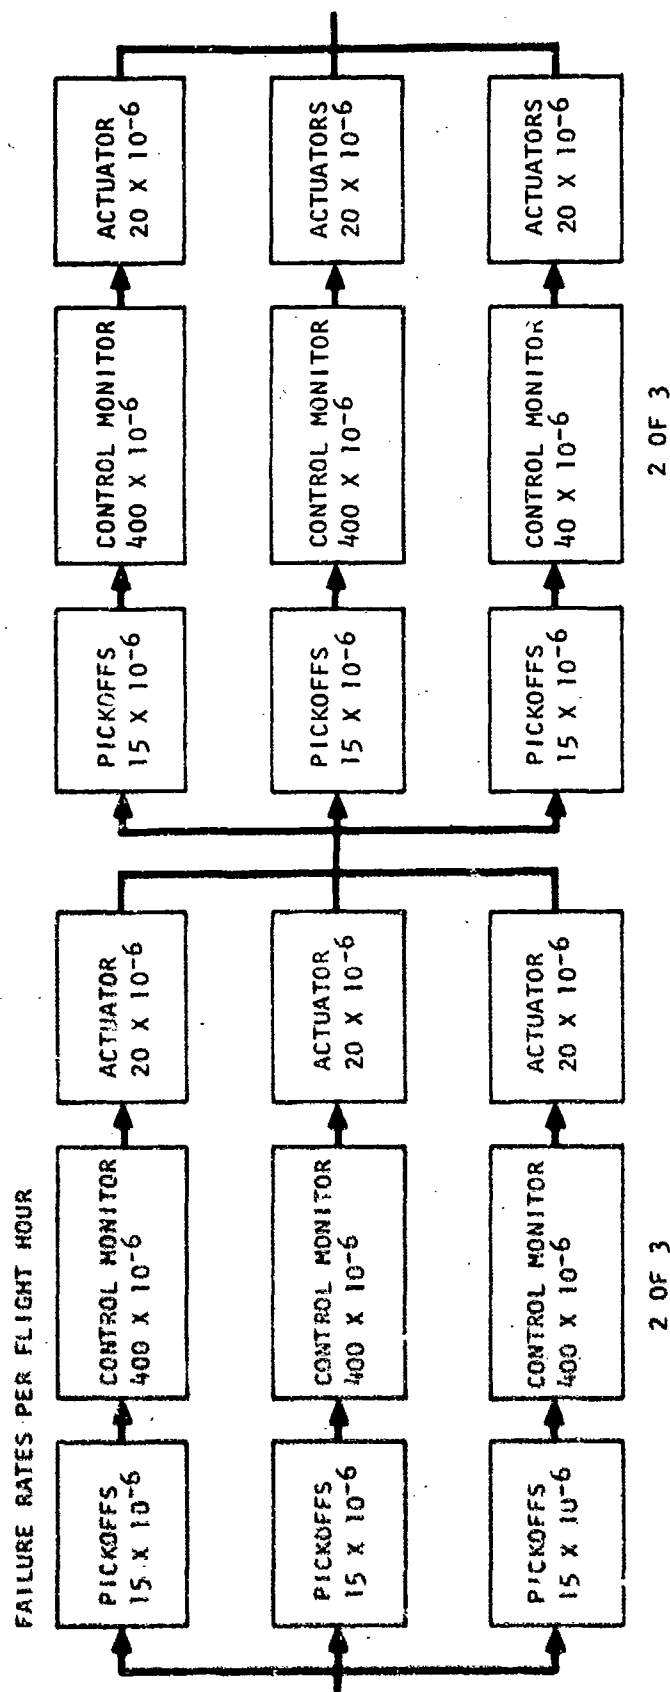 FAILURE RATES PER FLIGHT HOUR
PICKOFFS
15 X 10-6
CONTROL MONITOR
400 X 10-6
ACTUATOR
20 X 10-6
PICKOFFS
15 X 10-6
CONTROL MONITOR
400 X 10-6
ACTUATOR
20 X 10-6
PICKOFFS
15 X 10-6
CONTROL MONITOR
400 X 10-6
ACTUATOR
20 X 10-6
2 OF 3
PICKOFFS
15 X 10-6
CONTROL MONITOR
400 X 10-6
ACTUATOR
20 X 10-6
PICKOFFS
15 X 10-6
CONTROL MONITOR
400 X 10-6
ACTUATORS
20 X 10-6
PICKOFFS
15 X 10-6
CONTROL MONITOR
40 X 10-6
ACTUATORS
20 X 10-6
2 OF 3